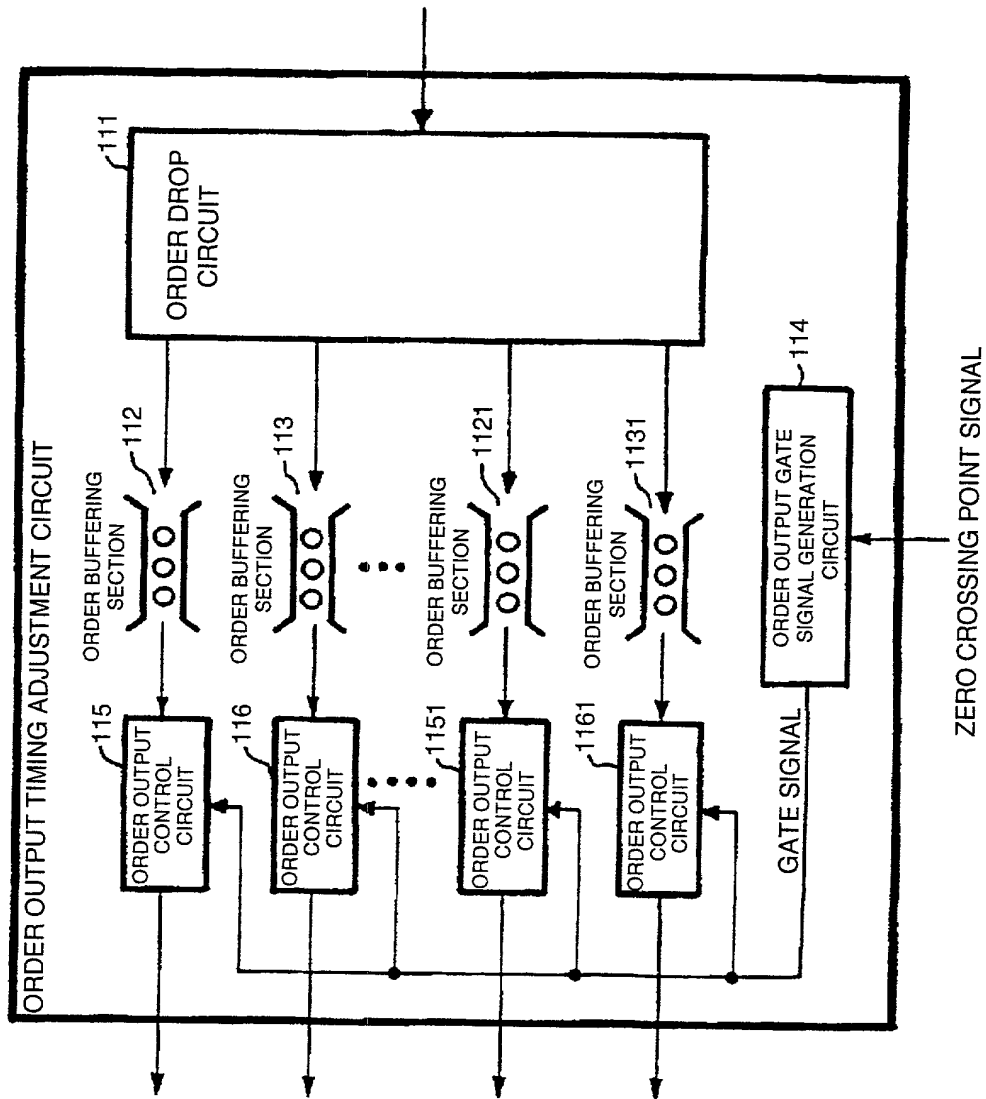 ORDER OUTPUT TIMING ADJUSTMENT CIRCUIT
115
ORDER OUTPUT
CONTROL
CIRCUIT
ORDER BUFFERING
SECTION
112
111
ORDER DROP
CIRCUIT
116
ORDER OUTPUT
CONTROL
CIRCUIT
ORDER BUFFERING
SECTION
113
1151
ORDER OUTPUT
CONTROL
CIRCUIT
ORDER BUFFERING
SECTION
1121
1161
ORDER OUTPUT
CONTROL
CIRCUIT
ORDER BUFFERING
SECTION
1131
GATE SIGNAL
ORDER OUTPUT GATE
SIGNAL GENERATION
CIRCUIT
114
ZERO CROSSING POINT SIGNAL